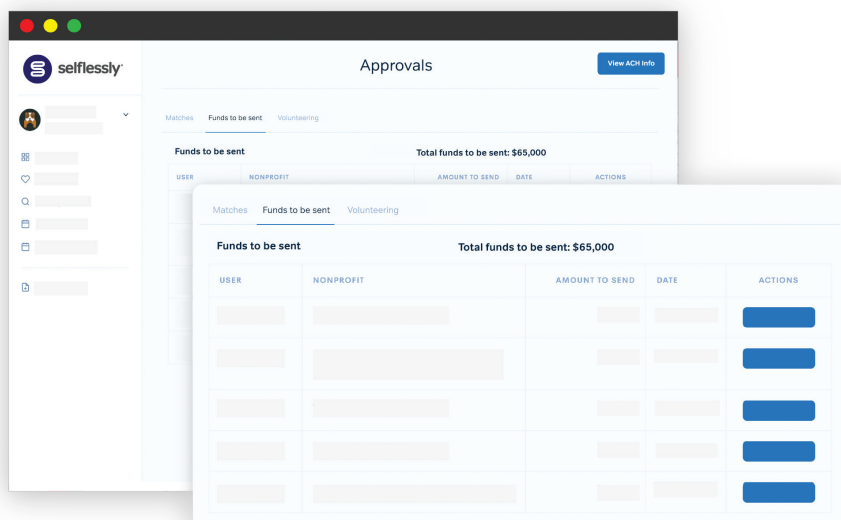 selflessly
Approvals
View ACH Info
Matches Funds to be sent Volunteering
Funds to be sent Total funds to be sent: $65,000
USER NONPROFIT AMOUNT TO SEND DATE ACTIONS
Matches Funds to be sent Volunteering
Funds to be sent Total funds to be sent: $65,000
USER NONPROFIT AMOUNT TO SEND DATE ACTIONS